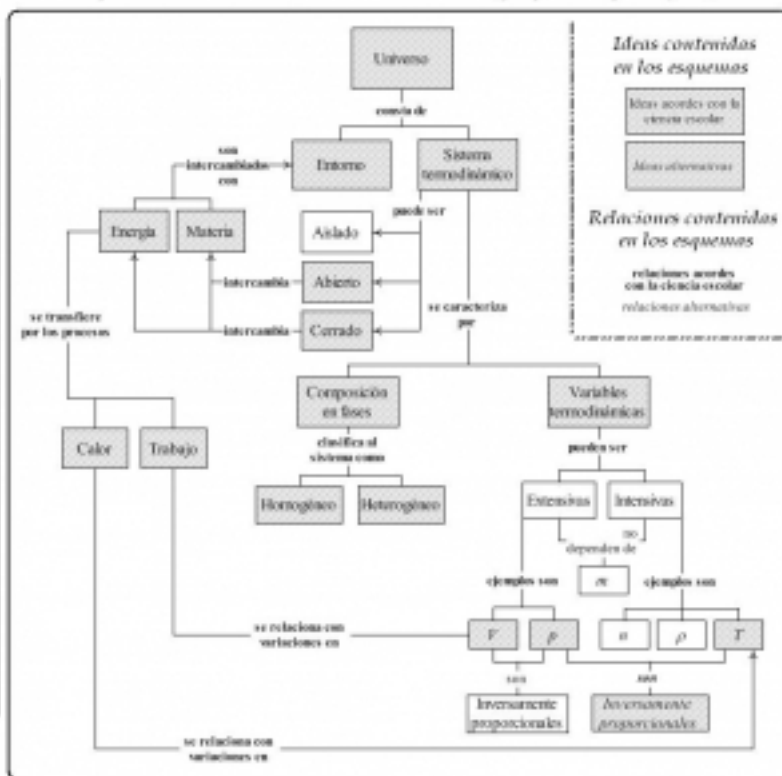 Universo
consta de
son
intercambiados
con
Entorno
Sistema
termodinámico
puede ser
Energía
Materia
Aislado
Abierto
intercambia
Cerrado
intercambia
se transfiere
por los procesos
se caracteriza
por
Composición
en fases
Variables
termodinámicas
Calor
Trabajo
clasifica al
sistema como
pueden ser
Homogéneo
Heterogéneo
Extensivas
Intensivas
no
dependen de
m
ejemplos son
ejemplos son
se relaciona con
variaciones en
V
p
ρ
T
son
son
Inversamente
proporcionales
Inversamente
proporcionales
se relaciona con
variaciones en
Ideas contenidas
en los esquemas
Ideas acordes con la
ciencia escolar
Ideas alternativas
Relaciones contenidas
en los esquemas
relaciones acordes
con la ciencia escolar
relaciones alternativas